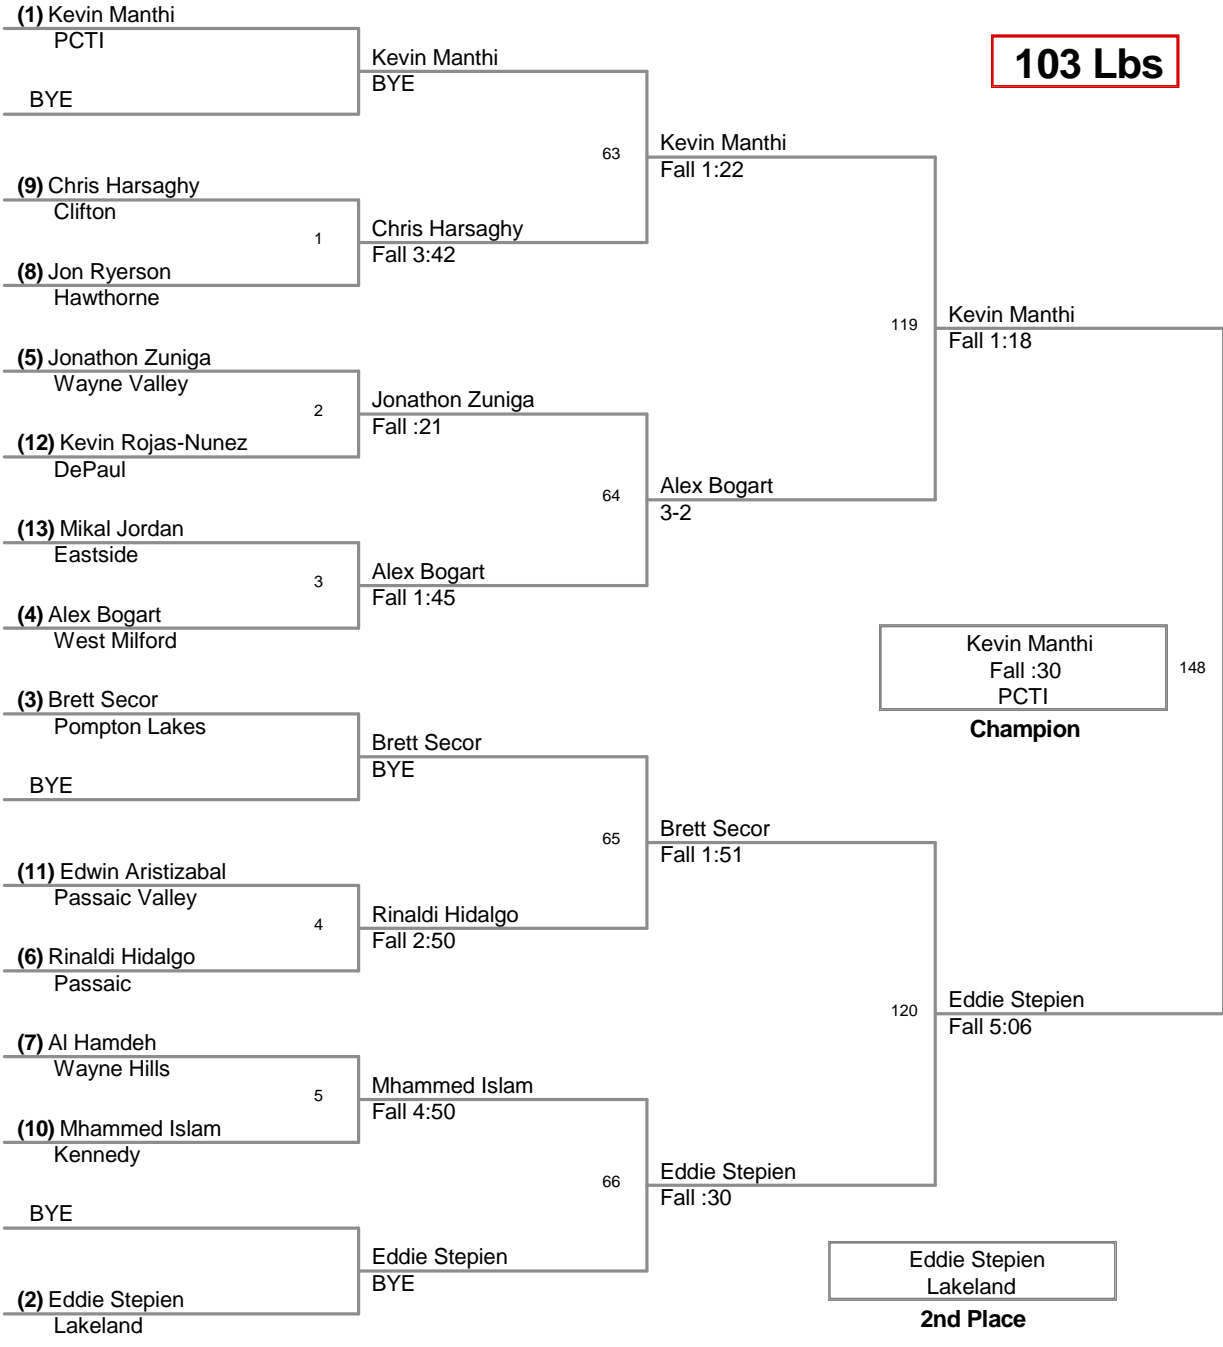 (1) Kevin Manthi
PCTI
BYE
(9) Chris Harsaghy
Clifton
1
(8) Jon Ryerson
Hawthorne
(5) Jonathon Zuniga
Wayne Valley
2
(12) Kevin Rojas-Nunez
DePaul
(13) Mikal Jordan
Eastside
3
(4) Alex Bogart
West Milford
(3) Brett Secor
Pompton Lakes
BYE
(11) Edwin Aristizabal
Passaic Valley
4
(6) Rinaldi Hidalgo
Passaic
(7) Al Hamdeh
Wayne Hills
5
(10) Mhammed Islam
Kennedy
BYE
(2) Eddie Stepien
Lakeland
Kevin Manthi
BYE
63
Chris Harsaghy
Fall 3:42
Jonathon Zuniga
Fall :21
64
Alex Bogart
Fall 1:45
Brett Secor
BYE
65
Rinaldi Hidalgo
Fall 2:50
Mhammed Islam
Fall 4:50
66
Eddie Stepien
BYE
Kevin Manthi
Fall 1:22
119
Alex Bogart
3-2
Brett Secor
Fall 1:51
120
Eddie Stepien
Fall :30
103 Lbs
Kevin Manthi
Fall 1:18
Kevin Manthi
Fall :30
PCTI
148
Champion
Eddie Stepien
Fall 5:06
Eddie Stepien
Lakeland
2nd Place